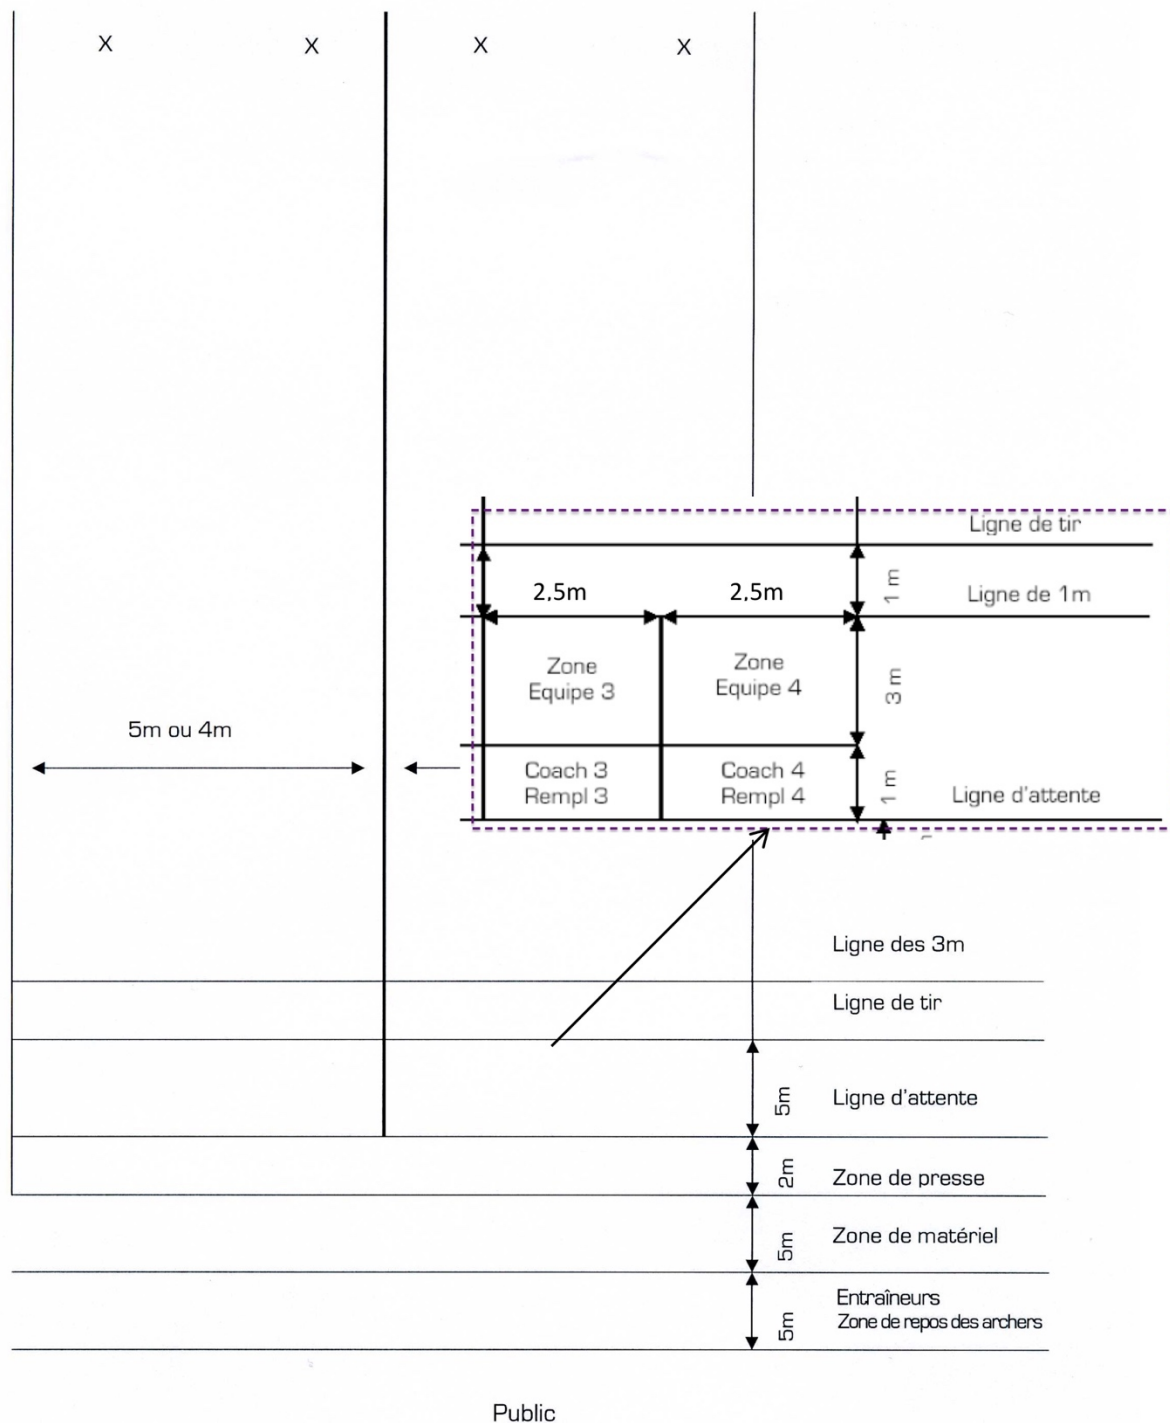 X X X X
Ligne de tir
1 m
2,5m 2,5m
Ligne de 1m
Zone
Equipe 3
Zone
Equipe 4
3 m
5m ou 4m
Coach 3
Rempl 3
Coach 4
Rempl 4
1 m
Ligne d'attente
Ligne des 3m
Ligne de tir
5m
Ligne d'attente
2m
Zone de presse
5m
Zone de matériel
5m
Entraîneurs
Zone de repos des archers
Public